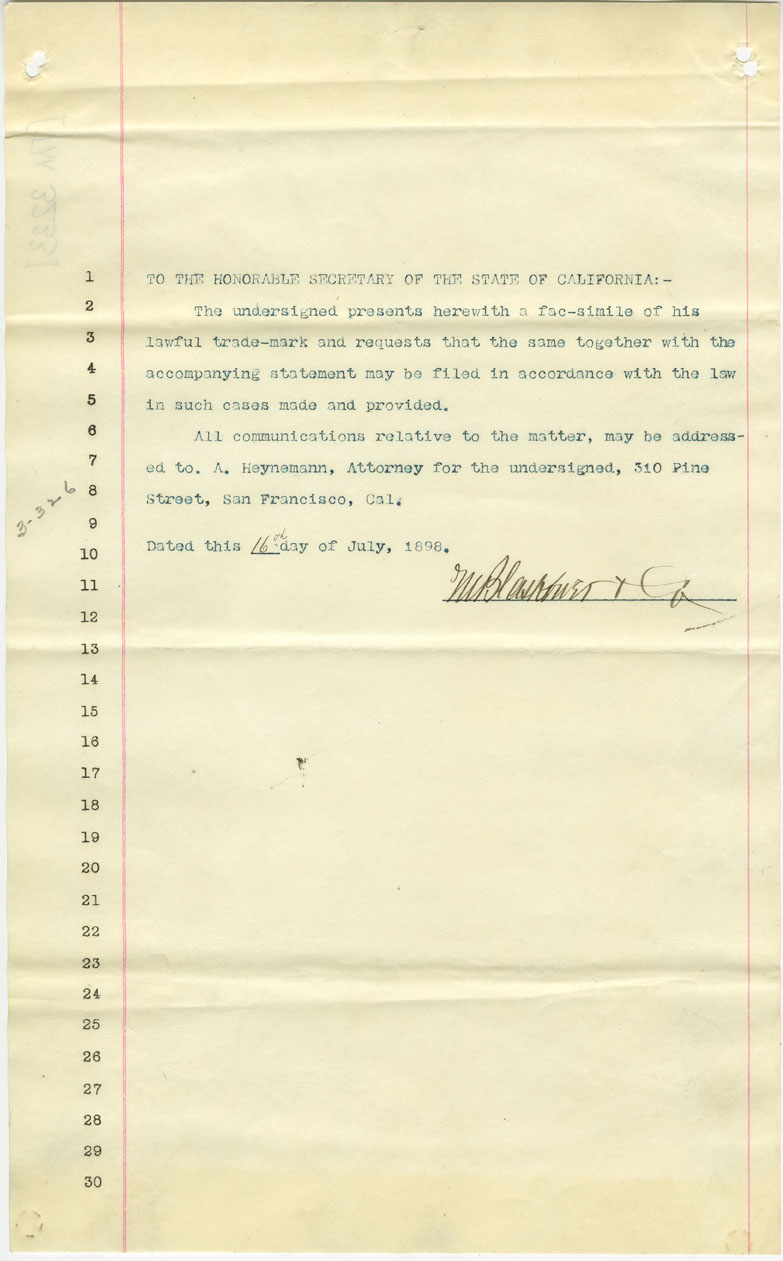 1 TO THE HONORABLE SECRETARY OF THE STATE OF CALIFORNIA:-
2 The undersigned presents herewith a fac-simile of his
3 lawful trade-mark and requests that the same together with the
4 accompanying statement may be filed in accordance with the law
5 in such cases made and provided.
6 All communications relative to the matter, may be address-
7 ed to. A. Heynemann, Attorney for the undersigned, 310 Pine
8 Street, San Francisco, Cal.
3-326
9
10 Dated this 16 day of July, 1898.
11 & Co
12
13
14
15
16
17
18
19
20
21
22
23
24
25
26
27
28
29
30